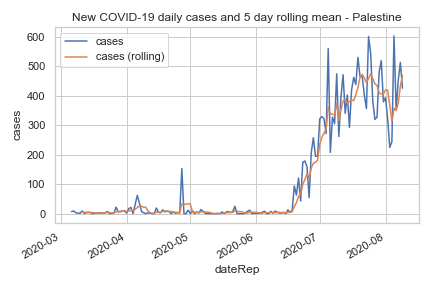 New COVID-19 daily cases and 5 day rolling mean - Palestine
cases
cases (rolling)
600
500
400
300
200
100
0
cases
2020-03
2020-04
2020-05
2020-06
2020-07
2020-08
dateRep